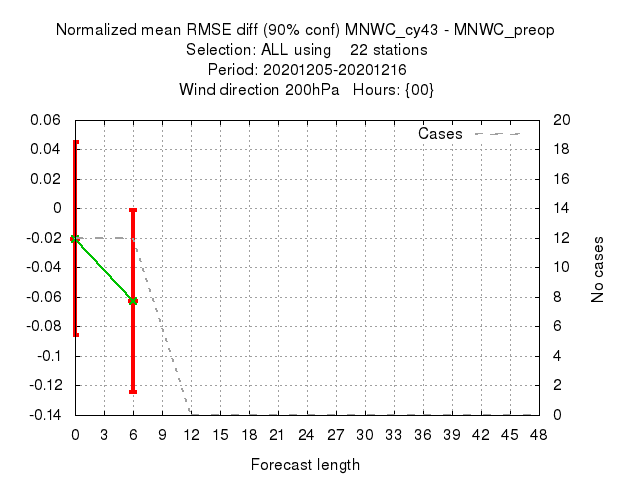 Normalized mean RMSE diff (90% conf) MNWC_cy43 - MNWC_preop
Selection: ALL using    22 stations
Period: 20201205-20201216
Wind direction 200hPa   Hours: {00}
0.06 20
Cases
0.04 18
0.02 16
0 14
-0.02 12
-0.04 10
-0.06 8
-0.08 6
-0.1 4
-0.12 2
-0.14 0
No cases
0 3 6 9 12 15 18 21 24 27 30 33 36 39 42 45 48
Forecast length